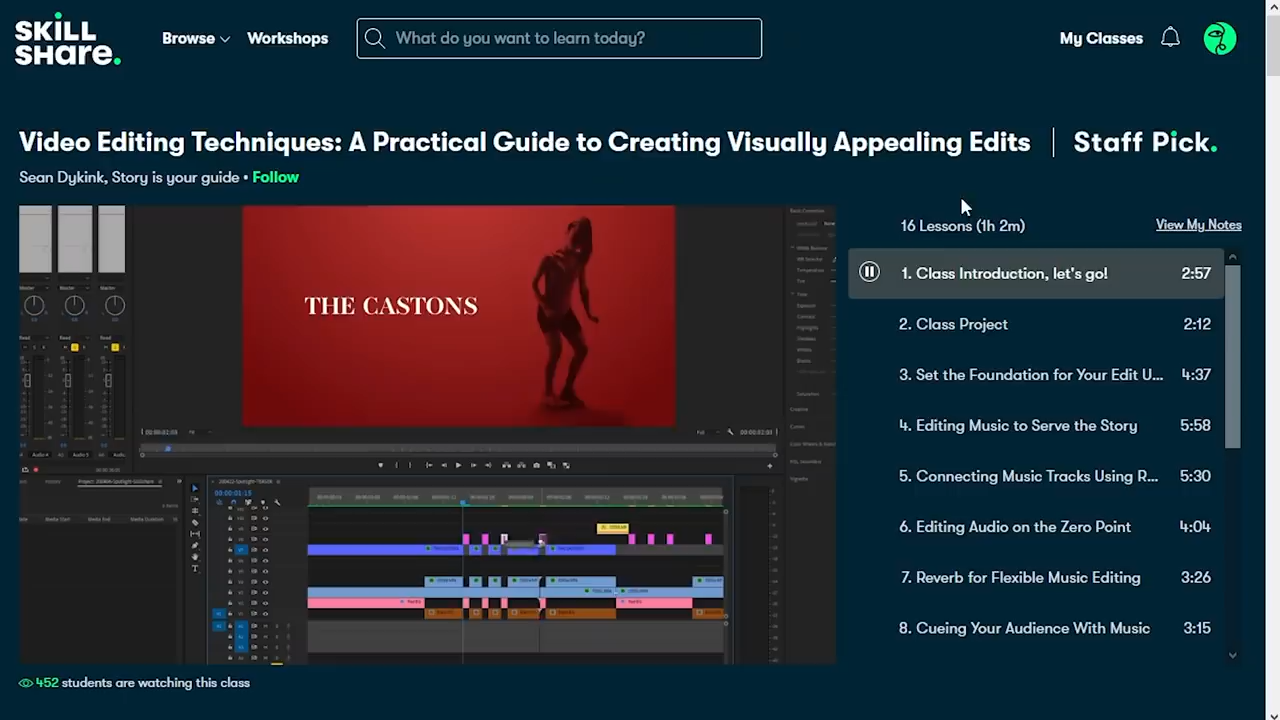 SKiLL
SHare.
Browse
Workshops
What do you want to learn today?
My Classes
Video Editing Techniques: A Practical Guide to Creating Visually Appealing Edits
Staff Pick.
Sean Dykink, Story is your guide • Follow
THE CASTONS
00:00:01:15
16 Lessons (1h 2m)
View My Notes
1. Class Introduction, let's go! 2:57
2. Class Project 2:12
3. Set the Foundation for Your Edit U... 4:37
4. Editing Music to Serve the Story 5:58
5. Connecting Music Tracks Using R... 5:30
6. Editing Audio on the Zero Point 4:04
7. Reverb for Flexible Music Editing 3:26
8. Cueing Your Audience With Music 3:15
452 students are watching this class